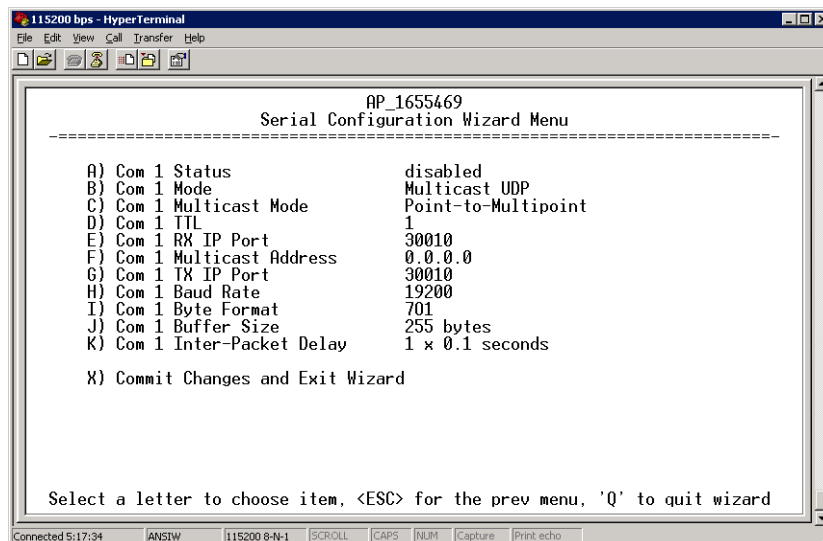 115200 bps - HyperTerminal
File Edit View Call Transfer Help
AP_1655469
Serial Configuration Wizard Menu
-==========================================================================-
A) Com 1 Status disabled
B) Com 1 Mode Multicast UDP
C) Com 1 Multicast Mode Point-to-Multipoint
D) Com 1 TTL 1
E) Com 1 RX IP Port 30010
F) Com 1 Multicast Address 0.0.0.0
G) Com 1 TX IP Port 30010
H) Com 1 Baud Rate 19200
I) Com 1 Byte Format 7O1
J) Com 1 Buffer Size 255 bytes
K) Com 1 Inter-Packet Delay 1 x 0.1 seconds
X) Commit Changes and Exit Wizard
Select a letter to choose item, <ESC> for the prev menu, 'Q' to quit wizard
Connected 5:17:34 ANSIW 115200 8-N-1 SCROLL CAPS NUM Capture Print echo